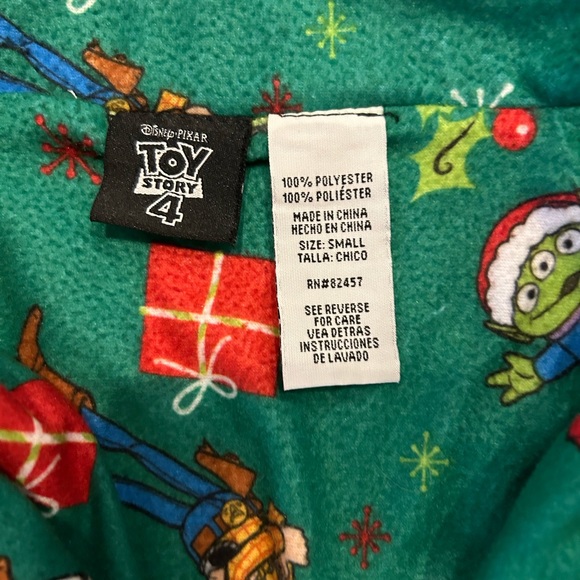 DISNEY·PIXAR
TOY
STORY
4
100% POLYESTER
100% POLIÉSTER
MADE IN CHINA
HECHO EN CHINA
SIZE: SMALL
TALLA: CHICO
RN#82457
SEE REVERSE
FOR CARE
VEA DETRAS
INSTRUCCIONES
DE LAVADO